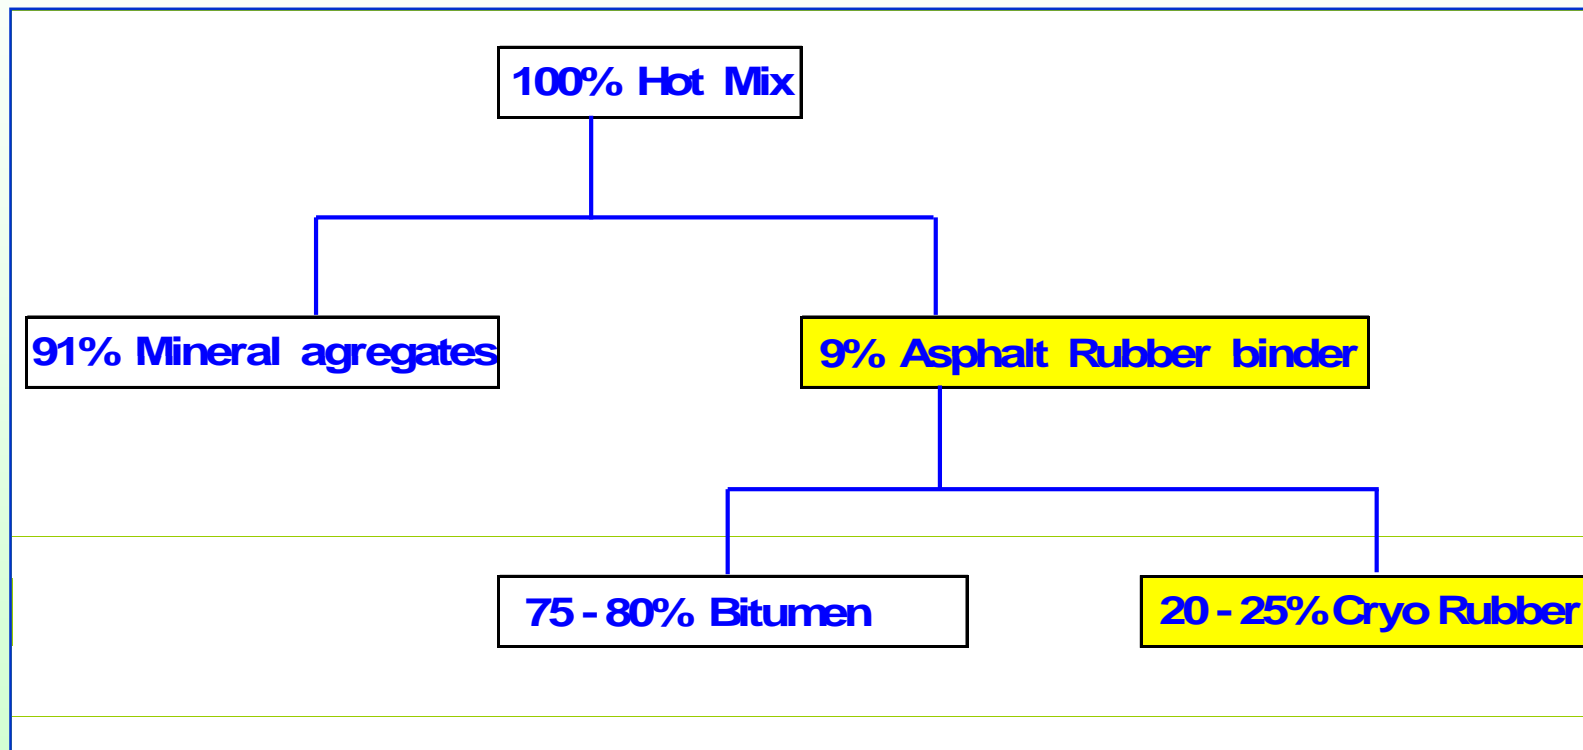 100% Hot Mix
91% Mineral agregates
9% Asphalt Rubber binder
75 - 80% Bitumen
20 - 25% Cryo Rubber